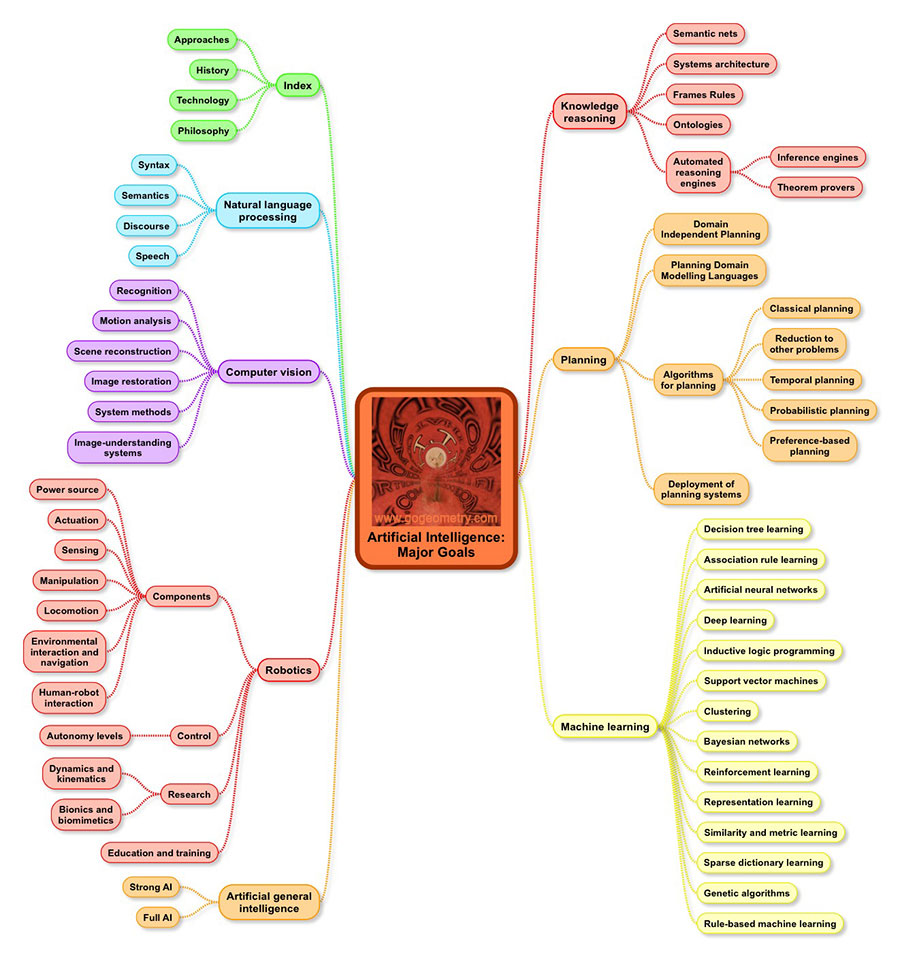 Approaches
History
Technology
Philosophy
Index
Syntax
Semantics
Discourse
Speech
Natural language
processing
Recognition
Motion analysis
Scene reconstruction
Image restoration
System methods
Image-understanding
systems
Computer vision
Power source
Actuation
Sensing
Manipulation
Locomotion
Environmental
interaction and
navigation
Human-robot
interaction
Components
Autonomy levels
Control
Dynamics and
kinematics
Bionics and
biomimetics
Research
Education and training
Robotics
Strong AI
Full AI
Artificial general
intelligence
www.gogeometry.com
Artificial Intelligence:
Major Goals
Knowledge
reasoning
Semantic nets
Systems architecture
Frames Rules
Ontologies
Automated
reasoning
engines
Inference engines
Theorem provers
Planning
Domain
Independent Planning
Planning Domain
Modelling Languages
Algorithms
for planning
Classical planning
Reduction to
other problems
Temporal planning
Probabilistic planning
Preference-based
planning
Deployment of
planning systems
Machine learning
Decision tree learning
Association rule learning
Artificial neural networks
Deep learning
Inductive logic programming
Support vector machines
Clustering
Bayesian networks
Reinforcement learning
Representation learning
Similarity and metric learning
Sparse dictionary learning
Genetic algorithms
Rule-based machine learning